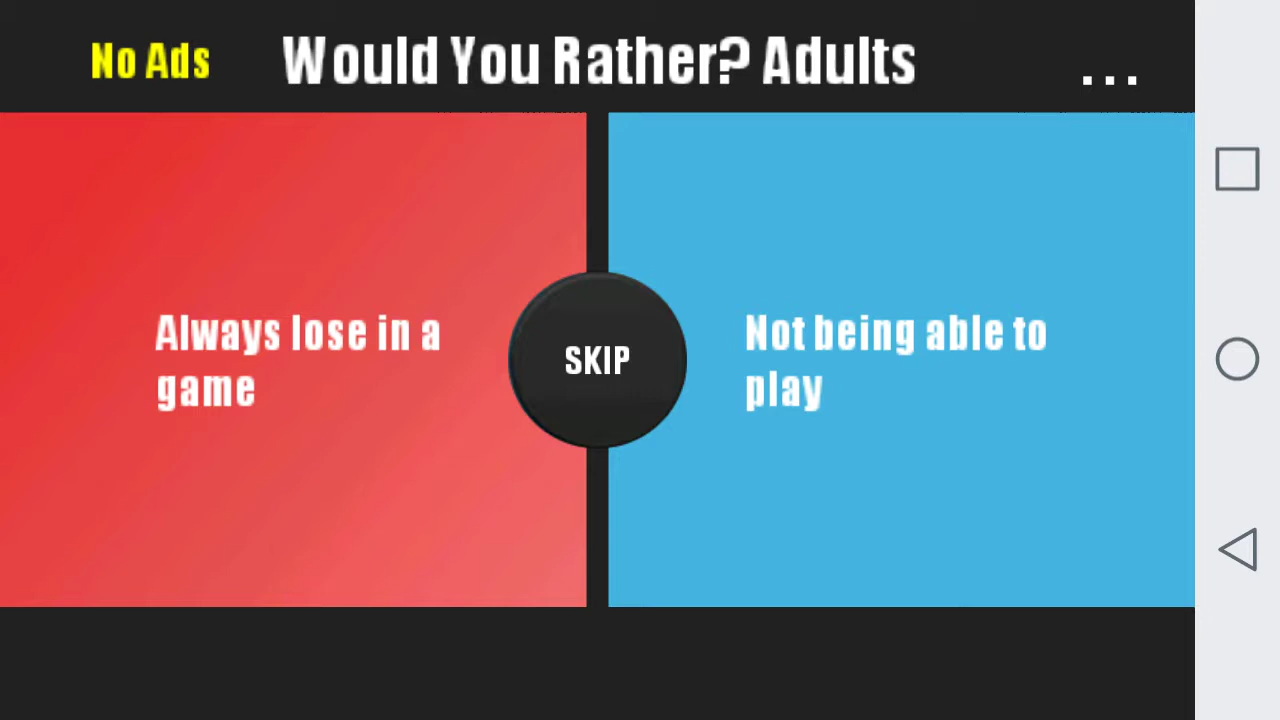 No Ads
Would You Rather? Adults
...
Always lose in a
game
SKIP
Not being able to
play